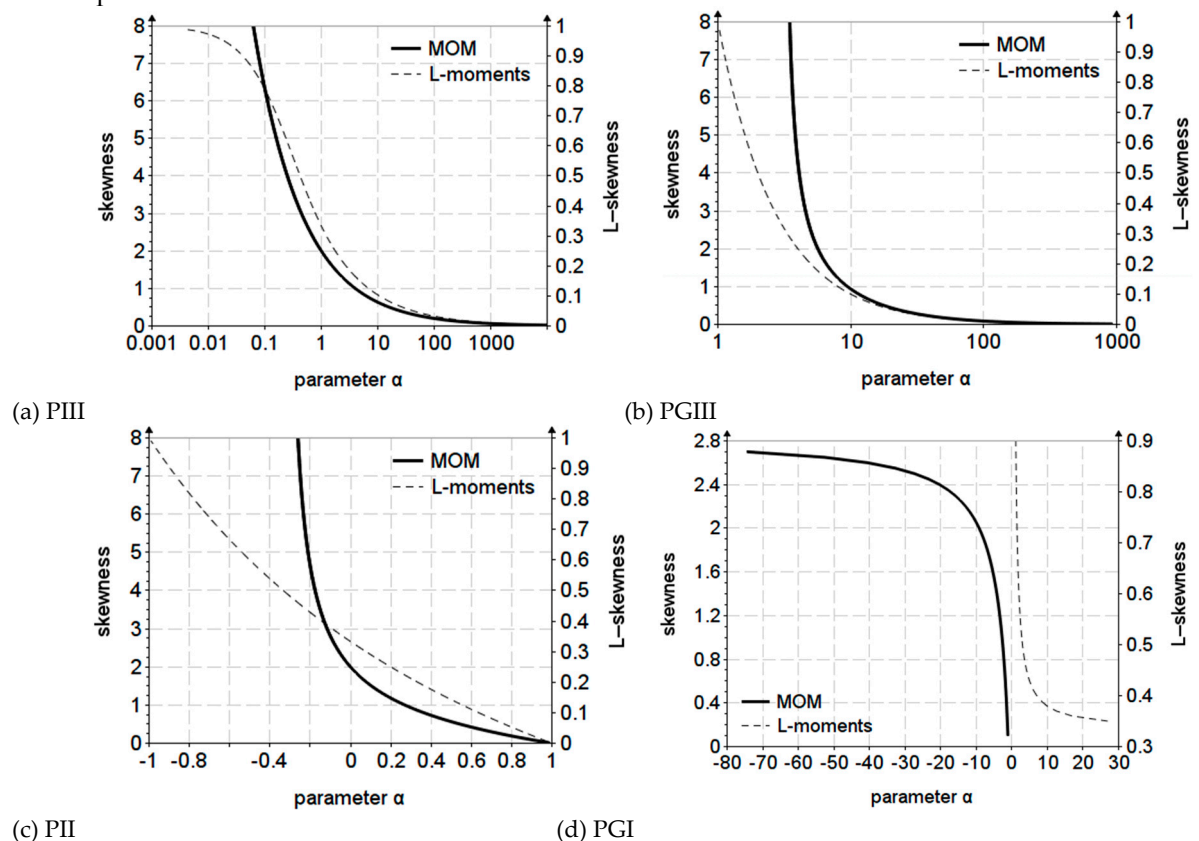 8
7
6
5
4
3
2
1
0
skewness
MOM
L-moments
1
0.9
0.8
0.7
0.6
0.5
0.4
0.3
0.2
0.1
0
L–skewness
0.001 0.01 0.1 1 10 100 1000
parameter α
(a) PIII
8
7
6
5
4
3
2
1
0
skewness
MOM
L-moments
1
0.9
0.8
0.7
0.6
0.5
0.4
0.3
0.2
0.1
0
L–skewness
1 10 100 1000
parameter α
(b) PGIII
8
7
6
5
4
3
2
1
0
skewness
MOM
L-moments
1
0.9
0.8
0.7
0.6
0.5
0.4
0.3
0.2
0.1
0
L–skewness
-1 -0.8 -0.4 0 0.2 0.4 0.6 0.8 1
parameter α
(c) PII
2.8
2.4
2
1.6
1.2
0.8
0.4
0
skewness
MOM
L-moments
0.9
0.8
0.7
0.6
0.5
0.4
0.3
L–skewness
-80 -70 -60 -50 -40 -30 -20 -10 0 10 20 30
parameter α
(d) PGI